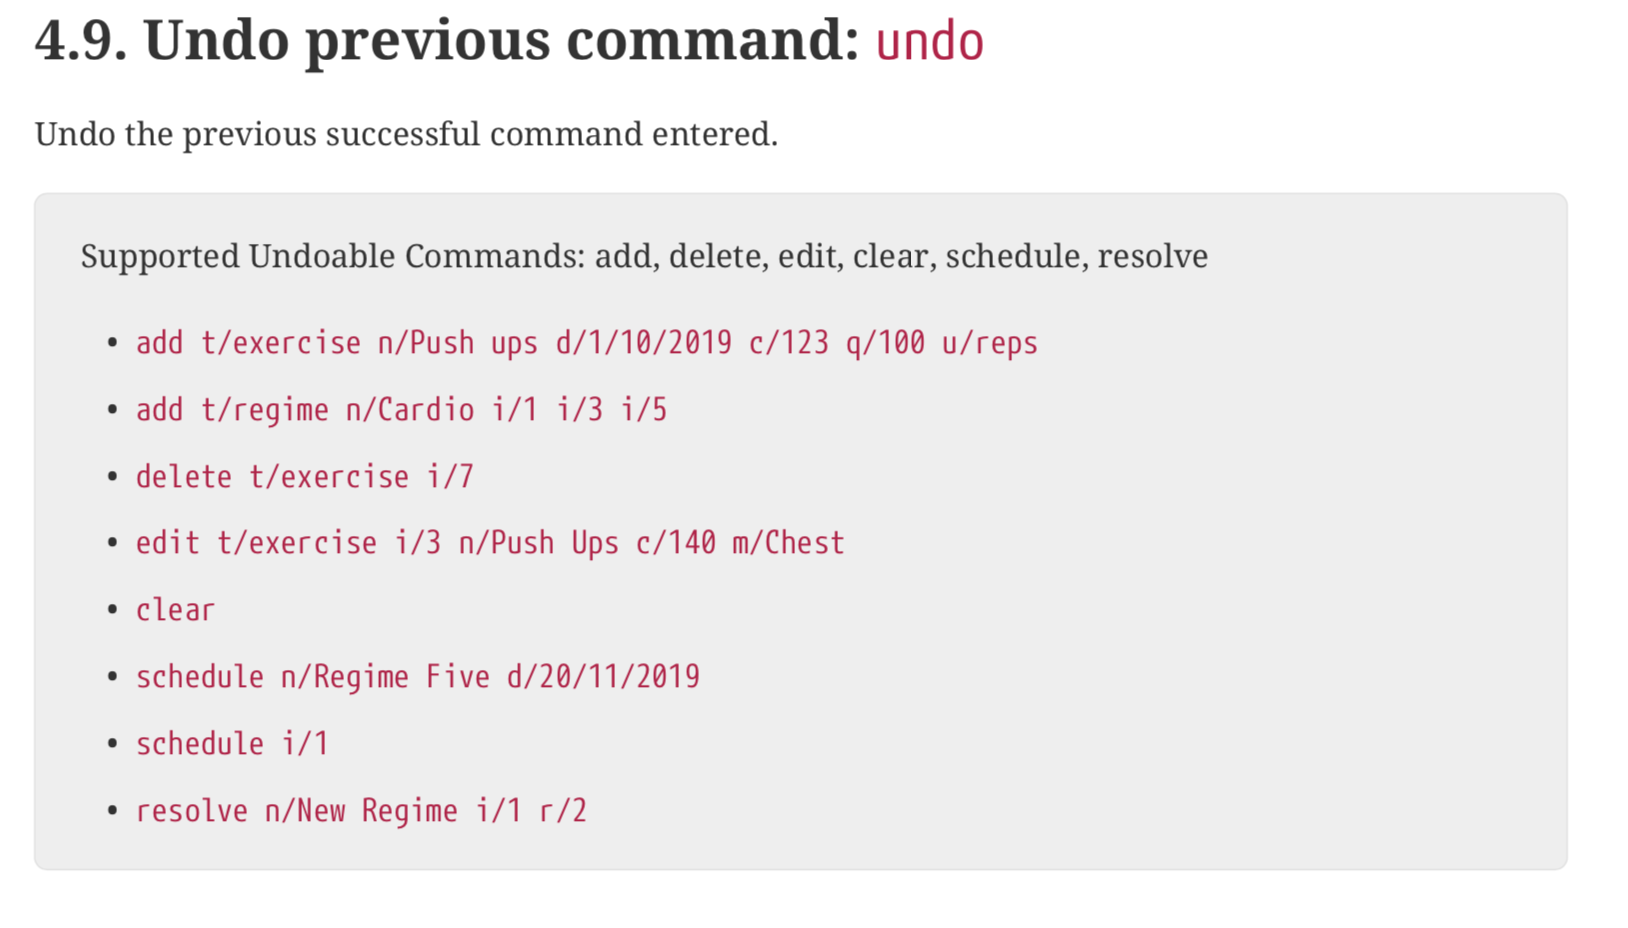 4.9. Undo previous command: undo
Undo the previous successful command entered.
Supported Undoable Commands: add, delete, edit, clear, schedule, resolve
• add t/exercise n/Push ups d/1/10/2019 c/123 q/100 u/reps
• add t/regime n/Cardio i/1 i/3 i/5
• delete t/exercise i/7
• edit t/exercise i/3 n/Push Ups c/140 m/Chest
• clear
• schedule n/Regime Five d/20/11/2019
• schedule i/1
• resolve n/New Regime i/1 r/2